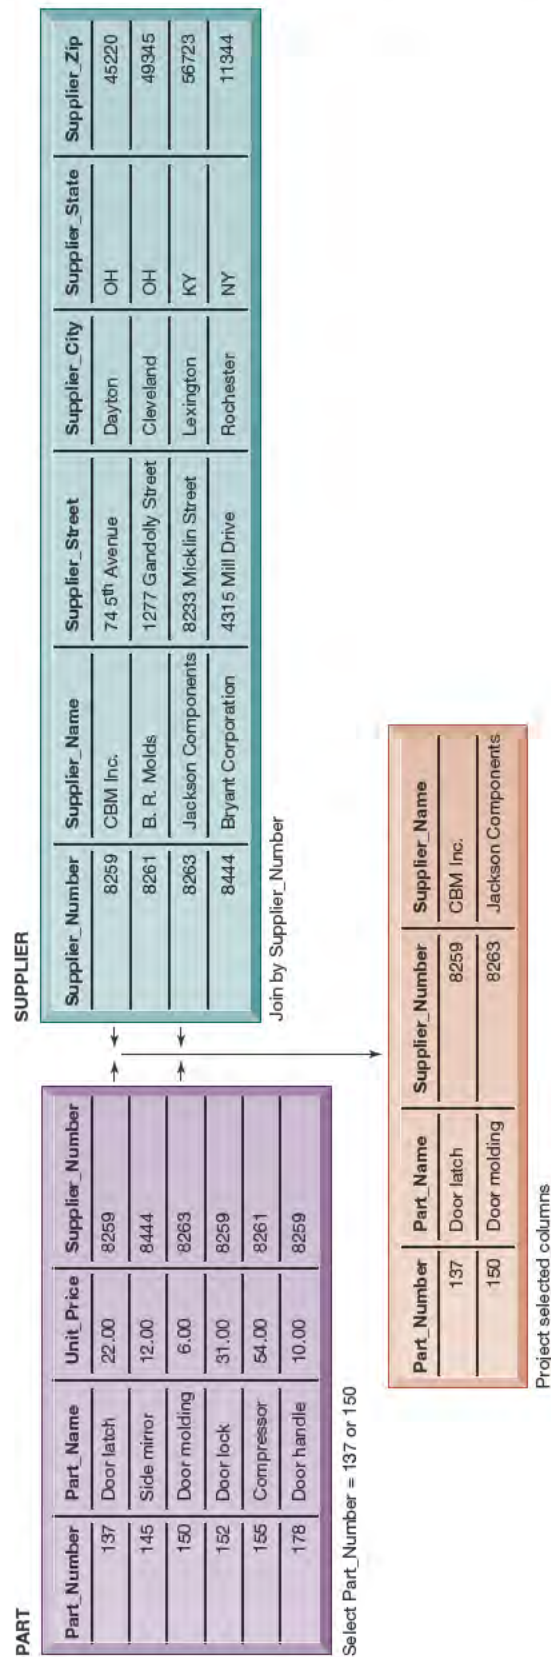 PART
Part_Number Part_Name Unit_Price Supplier_Number
137 Door latch 22.00 8259
145 Side mirror 12.00 8444
150 Door molding 6.00 8263
152 Door lock 31.00 8259
155 Compressor 54.00 8261
178 Door handle 10.00 8259
Select Part_Number = 137 or 150
SUPPLIER
Supplier_Number Supplier_Name Supplier_Street Supplier_City Supplier_State Supplier_Zip
8259 CBM Inc. 74 5th Avenue Dayton OH 45220
8261 B. R. Molds 1277 Gandolly Street Cleveland OH 49345
8263 Jackson Components 8233 Micklin Street Lexington KY 56723
8444 Bryant Corporation 4315 Mill Drive Rochester NY 11344
Join by Supplier_Number
Part_Number Part_Name Supplier_Number Supplier_Name
137 Door latch 8259 CBM Inc.
150 Door molding 8263 Jackson Components
Project selected columns